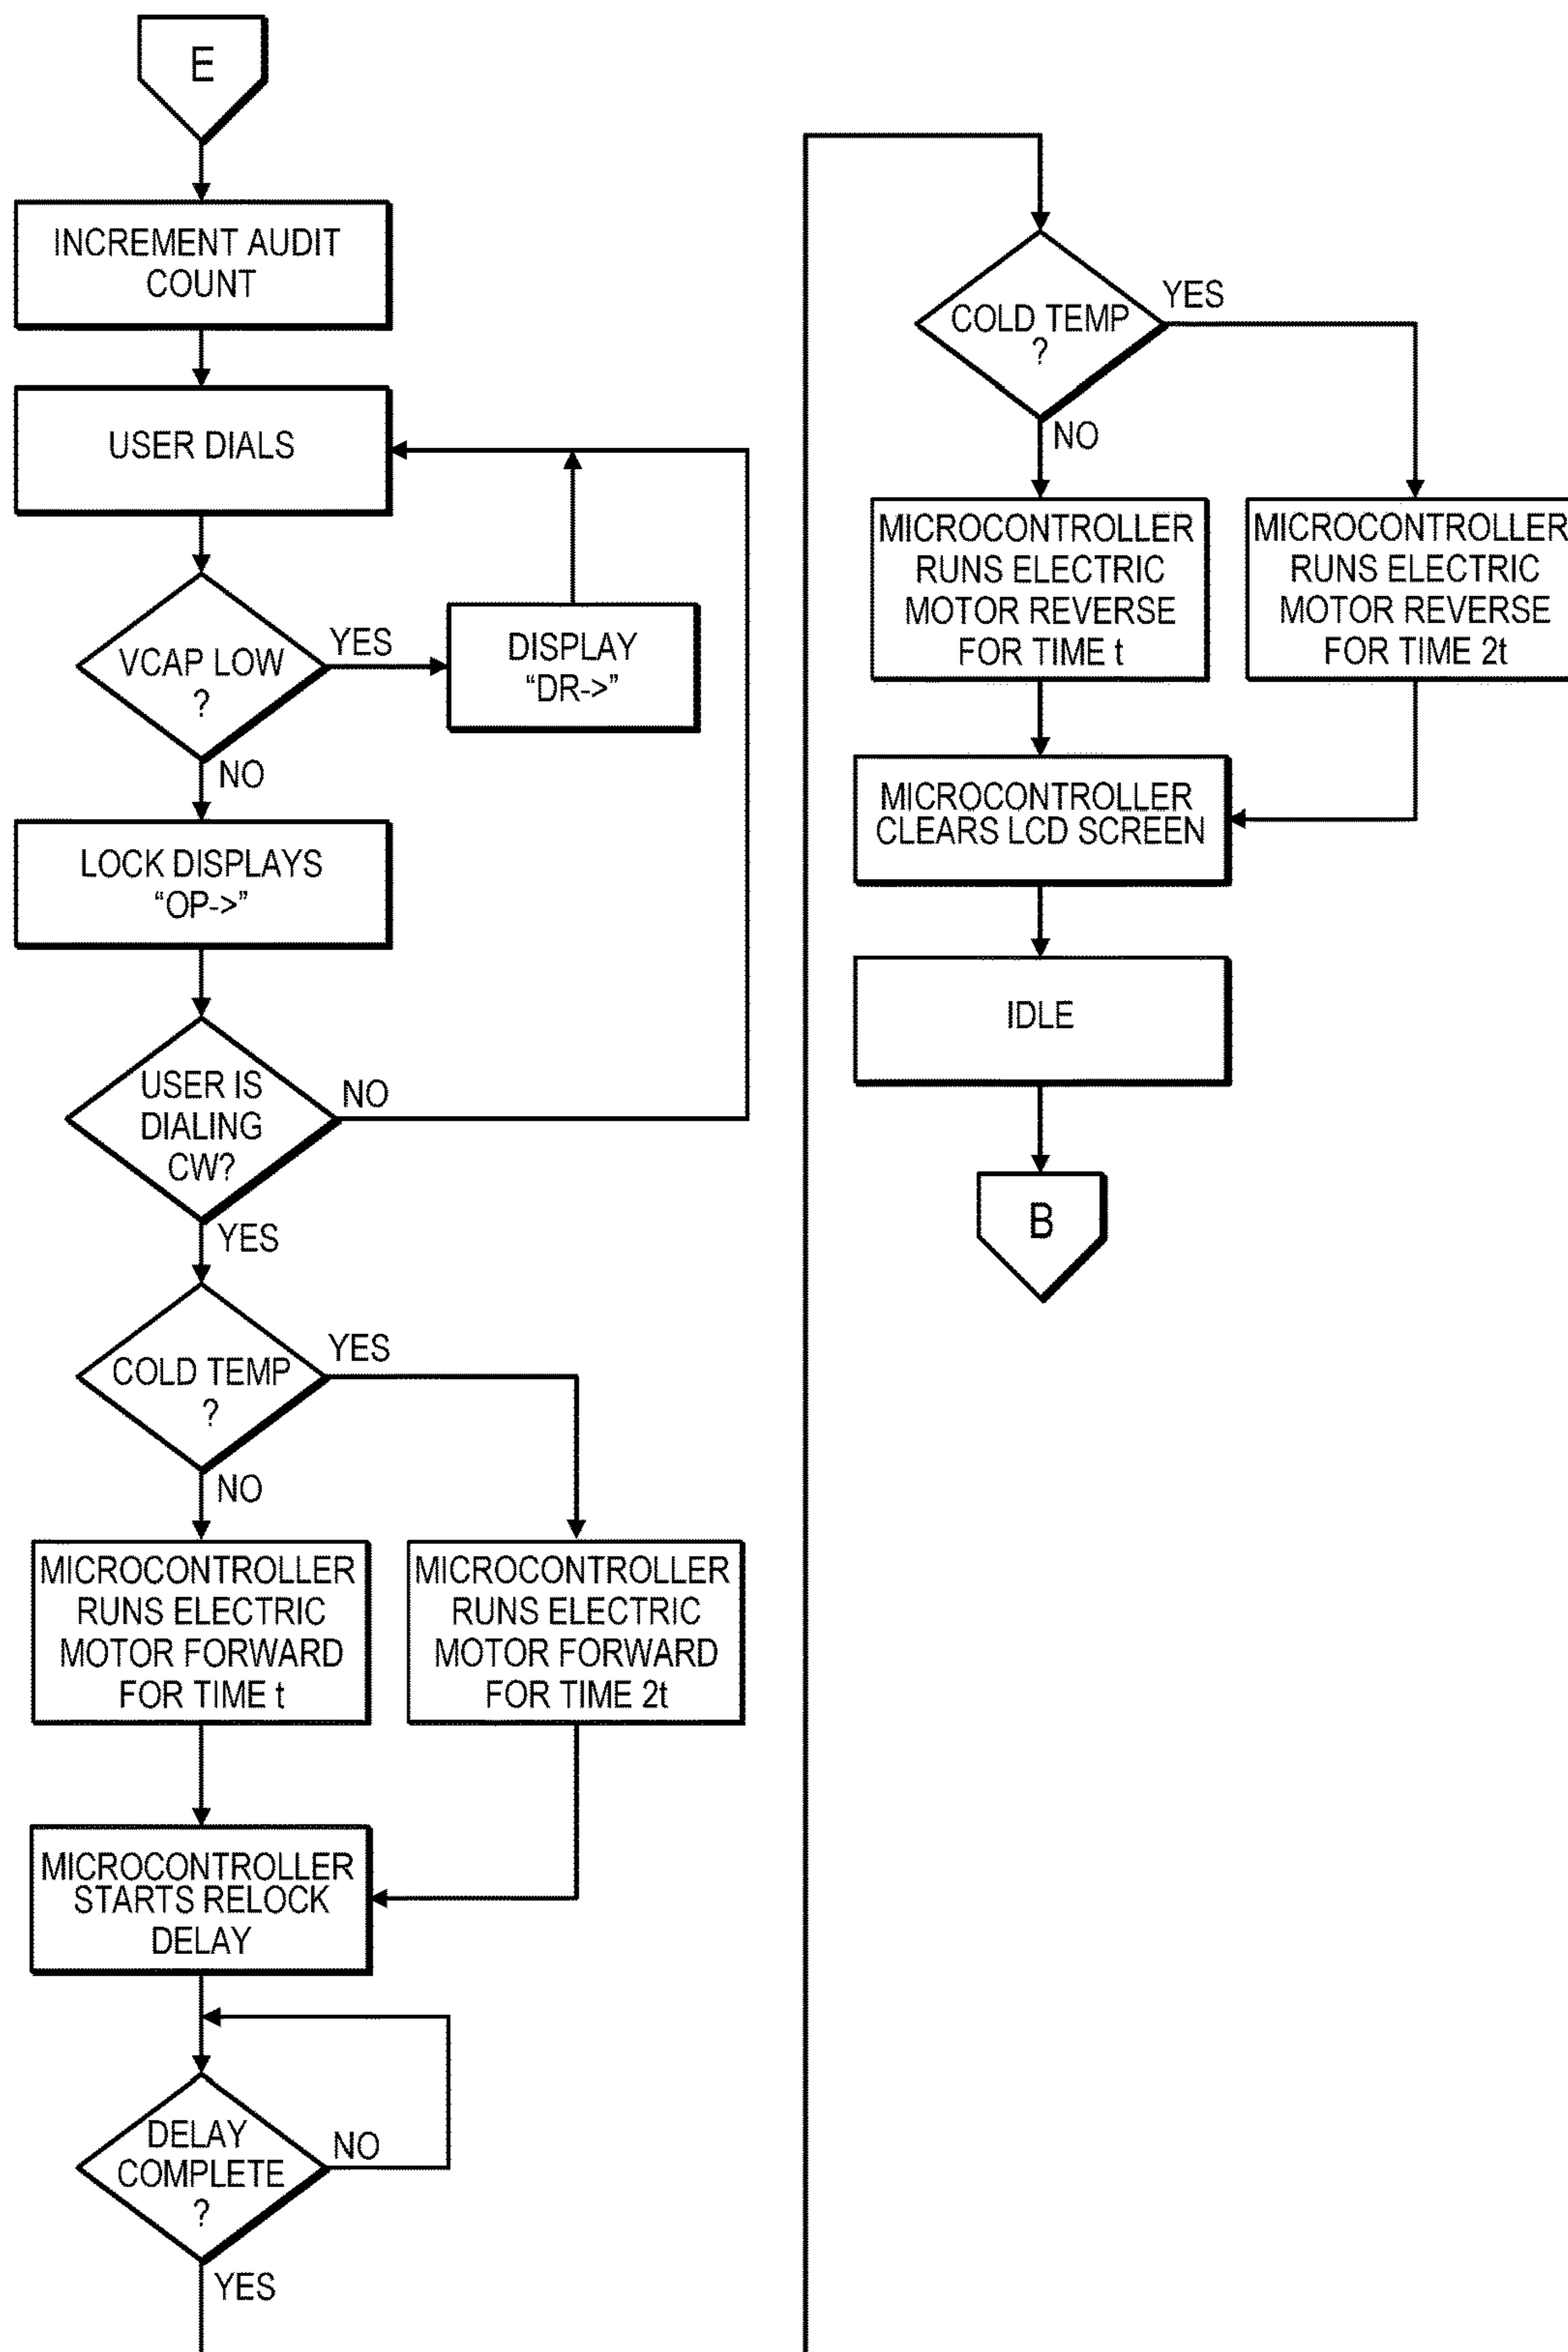 E
INCREMENT AUDIT
COUNT
USER DIALS
VCAP LOW
?
YES
DISPLAY
“DR->”
NO
LOCK DISPLAYS
“OP->”
USER IS
DIALING
CW?
NO
YES
COLD TEMP
?
YES
NO
MICROCONTROLLER
RUNS ELECTRIC
MOTOR FORWARD
FOR TIME t
MICROCONTROLLER
RUNS ELECTRIC
MOTOR FORWARD
FOR TIME 2t
MICROCONTROLLER
STARTS RELOCK
DELAY
DELAY
COMPLETE
?
NO
YES
COLD TEMP
?
YES
NO
MICROCONTROLLER
RUNS ELECTRIC
MOTOR REVERSE
FOR TIME t
MICROCONTROLLER
RUNS ELECTRIC
MOTOR REVERSE
FOR TIME 2t
MICROCONTROLLER
CLEARS LCD SCREEN
IDLE
B